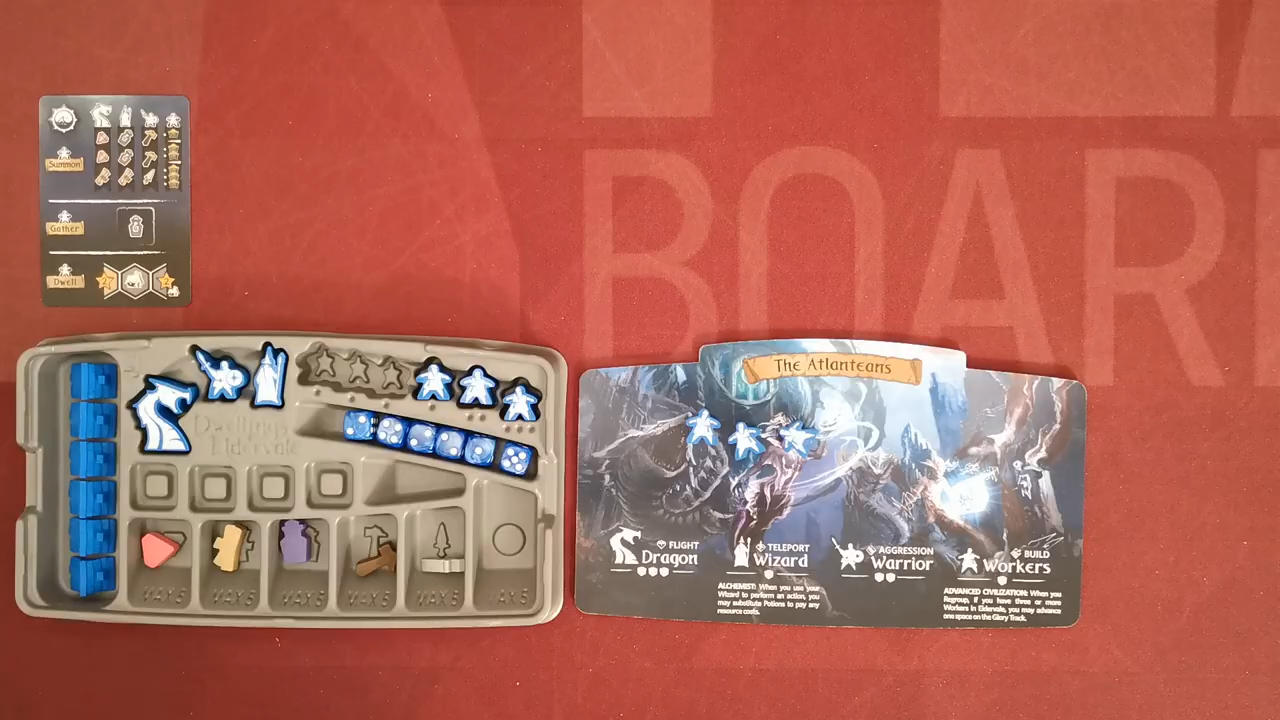 BOAR
Summon
Gather
Dwell
2
2
Dwellings
Eldervale
MAX 5
MAX 5
MAX 5
MAX 5
MAX 5
MAX 5
The Atlanteans
FLIGHT
Dragon
TELEPORT
Wizard
ALCHEMIST: When you use your
Wizard to perform an action, you
may substitute Potions to pay any
resource costs.
AGGRESSION
Warrior
BUILD
Workers
ADVANCED CIVILIZATION: When you
Regroup, if you have three or more
Workers in Eldervale, you may advance
one space on the Glory Track.